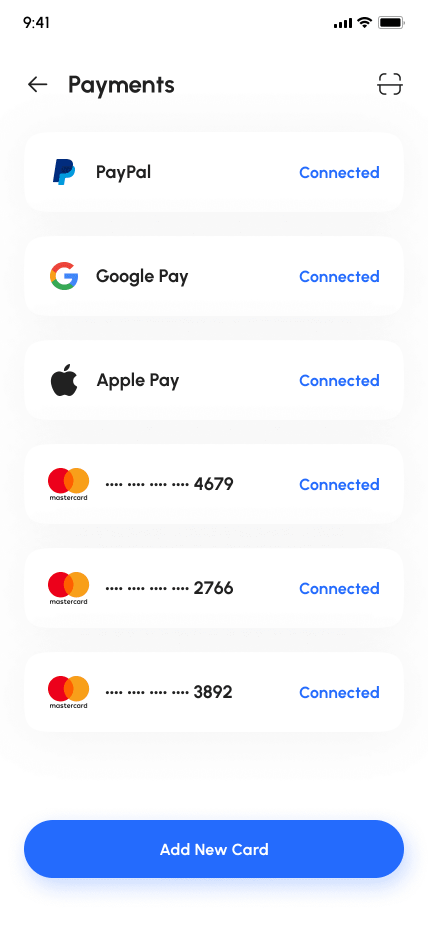 9:41
Payments
PayPal Connected
Google Pay Connected
Apple Pay Connected
mastercard •••• •••• •••• 4679 Connected
mastercard •••• •••• •••• 2766 Connected
mastercard •••• •••• •••• 3892 Connected
Add New Card